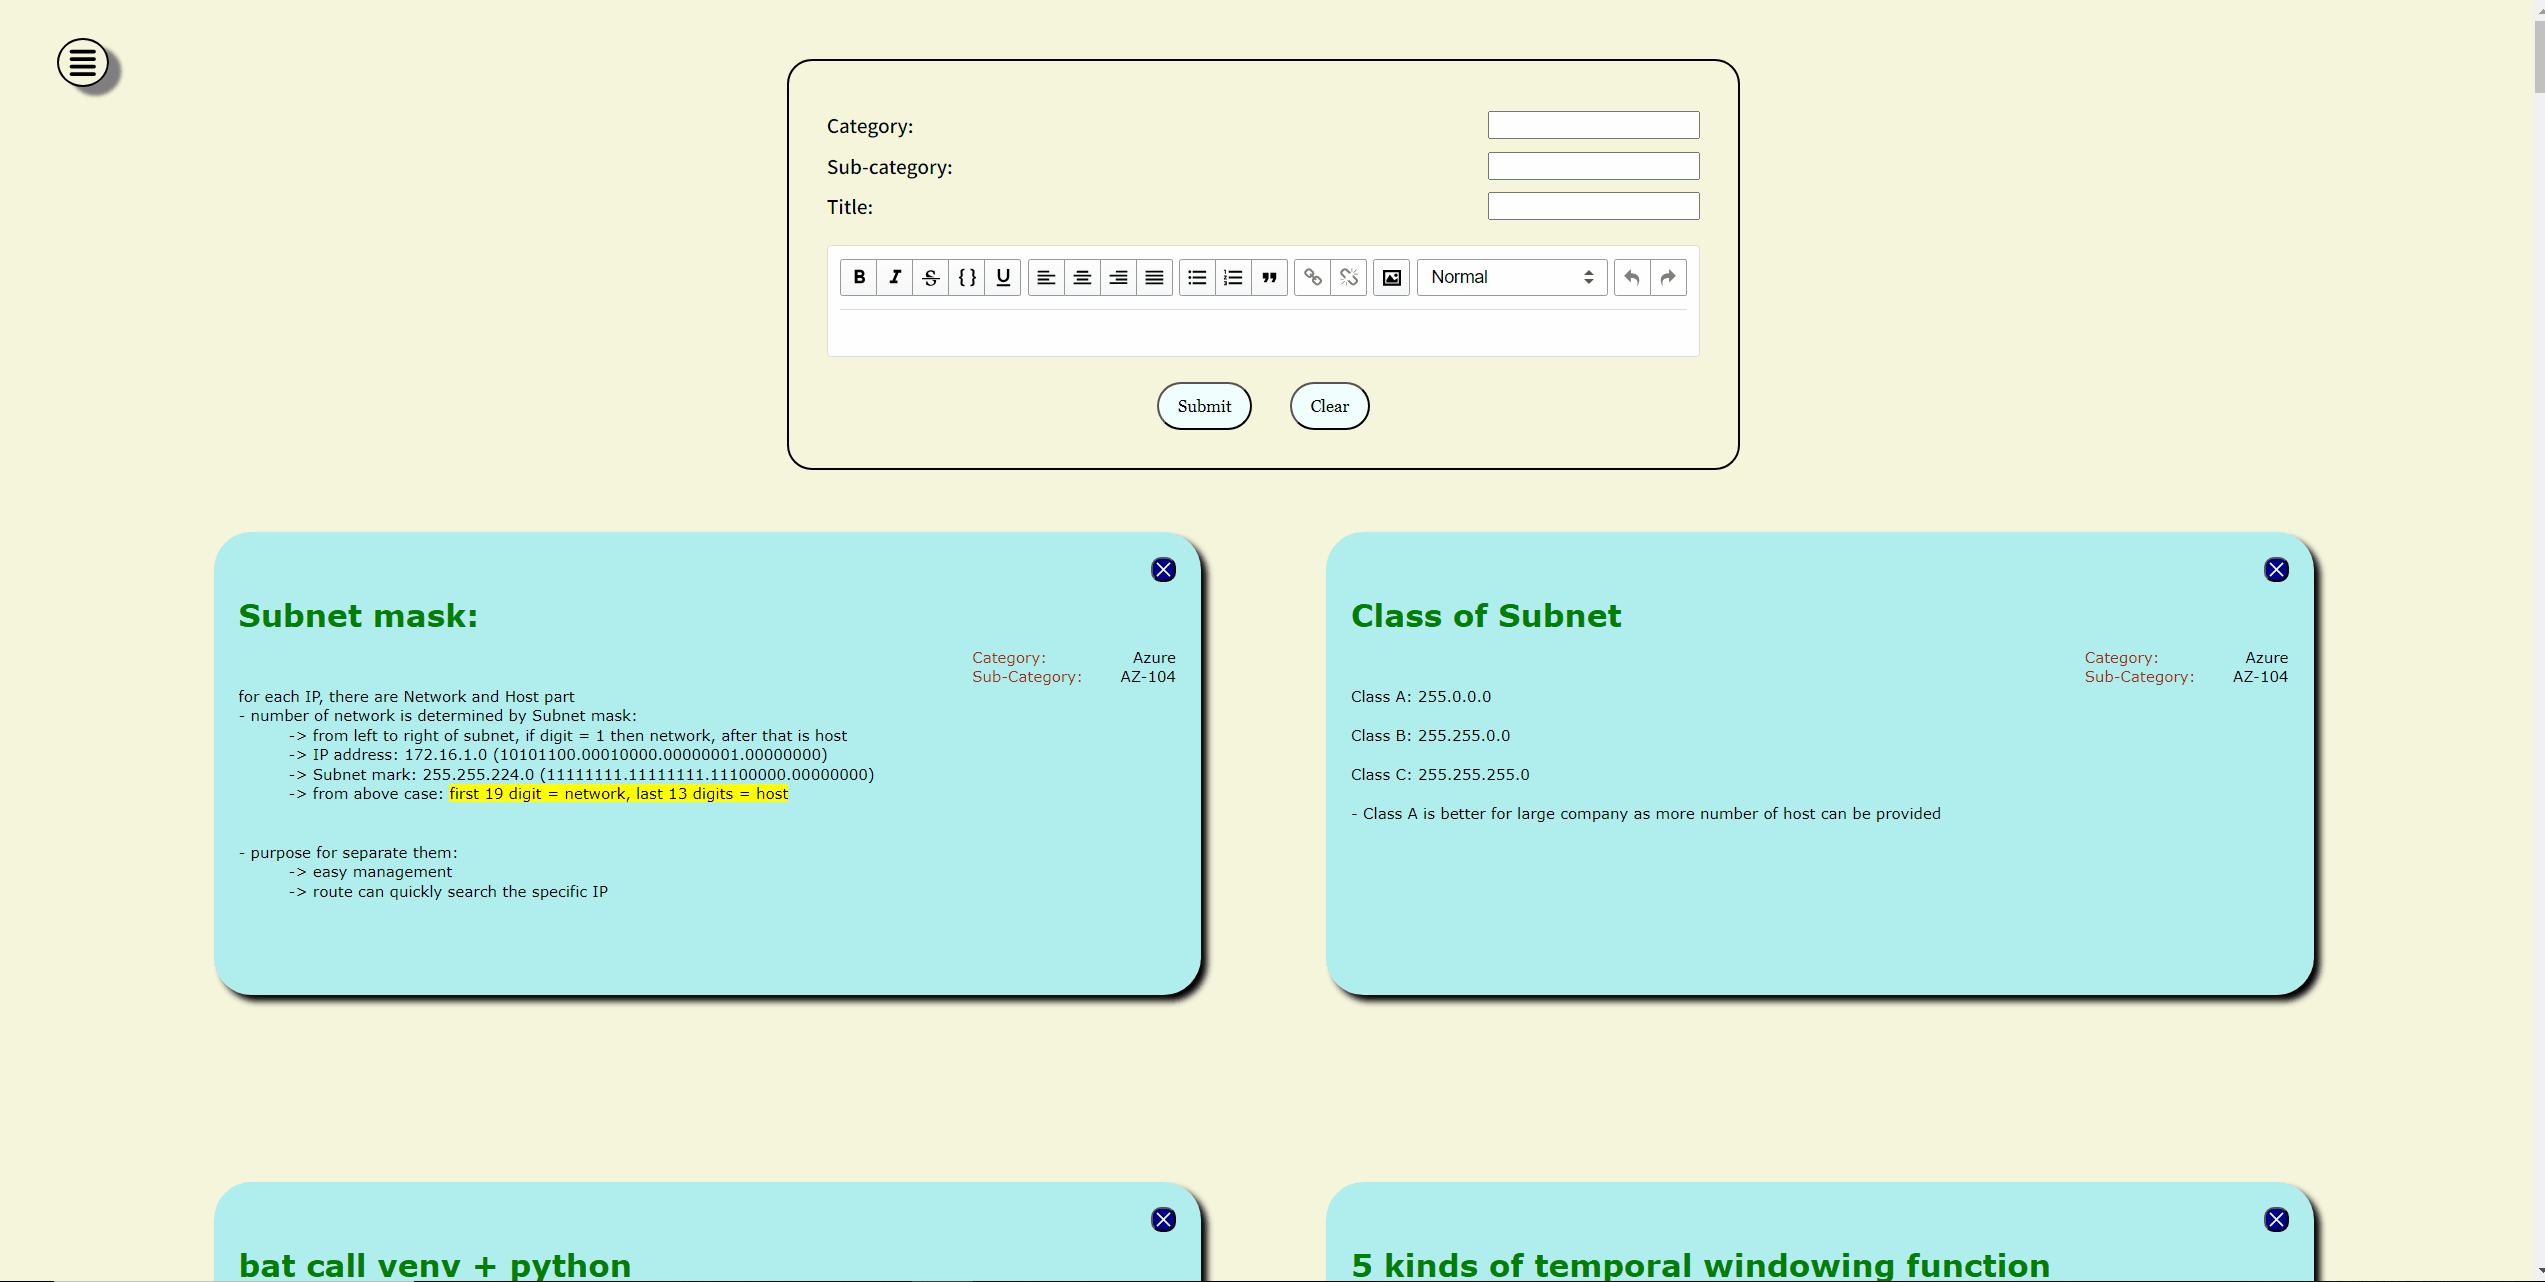 Category:
Sub-category:
Title:
B I S { } U Normal
Submit Clear
Subnet mask:
Category: Azure
Sub-Category: AZ-104
for each IP, there are Network and Host part
- number of network is determined by Subnet mask:
-> from left to right of subnet, if digit = 1 then network, after that is host
-> IP address: 172.16.1.0 (10101100.00010000.00000001.00000000)
-> Subnet mark: 255.255.224.0 (11111111.11111111.11100000.00000000)
-> from above case: first 19 digit = network, last 13 digits = host
- purpose for separate them:
-> easy management
-> route can quickly search the specific IP
Class of Subnet
Category: Azure
Sub-Category: AZ-104
Class A: 255.0.0.0
Class B: 255.255.0.0
Class C: 255.255.255.0
- Class A is better for large company as more number of host can be provided
bat call venv + python
5 kinds of temporal windowing function